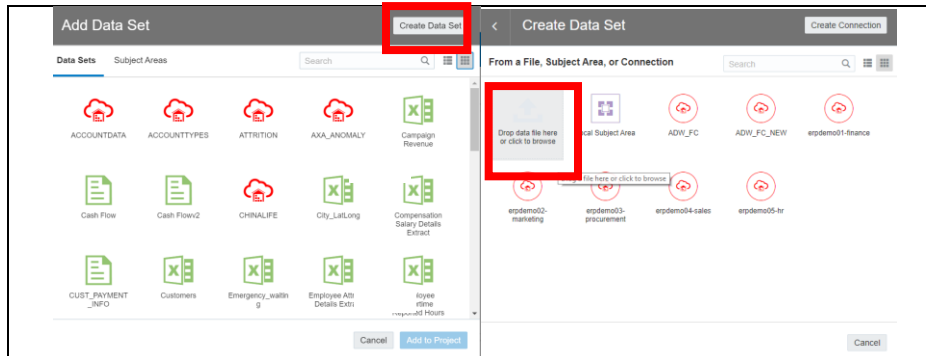 Add Data Set
Create Data Set
Data Sets
Subject Areas
Search
ACCOUNTDATA
ACCOUNTTYPES
ATTRITION
AXA_ANOMALY
Campaign
Revenue
Cash Flow
Cash Flowv2
CHINALIFE
City_LatLong
Compensation
Salary Details
Extract
CUST_PAYMENT
_INFO
Customers
Emergency_waitin
g
Employee Attr
Details Extra
Hours
Cancel
Add to Project
Create Data Set
Create Connection
From a File, Subject Area, or Connection
Search
Drop data file here
or click to browse
Subject Area
ADW_FC
ADW_FC_NEW
erpdemo01-finance
file here or click to browse
erpdemo02-
marketing
erpdemo03-
procurement
erpdemo04-sales
erpdemo05-hr
Cancel